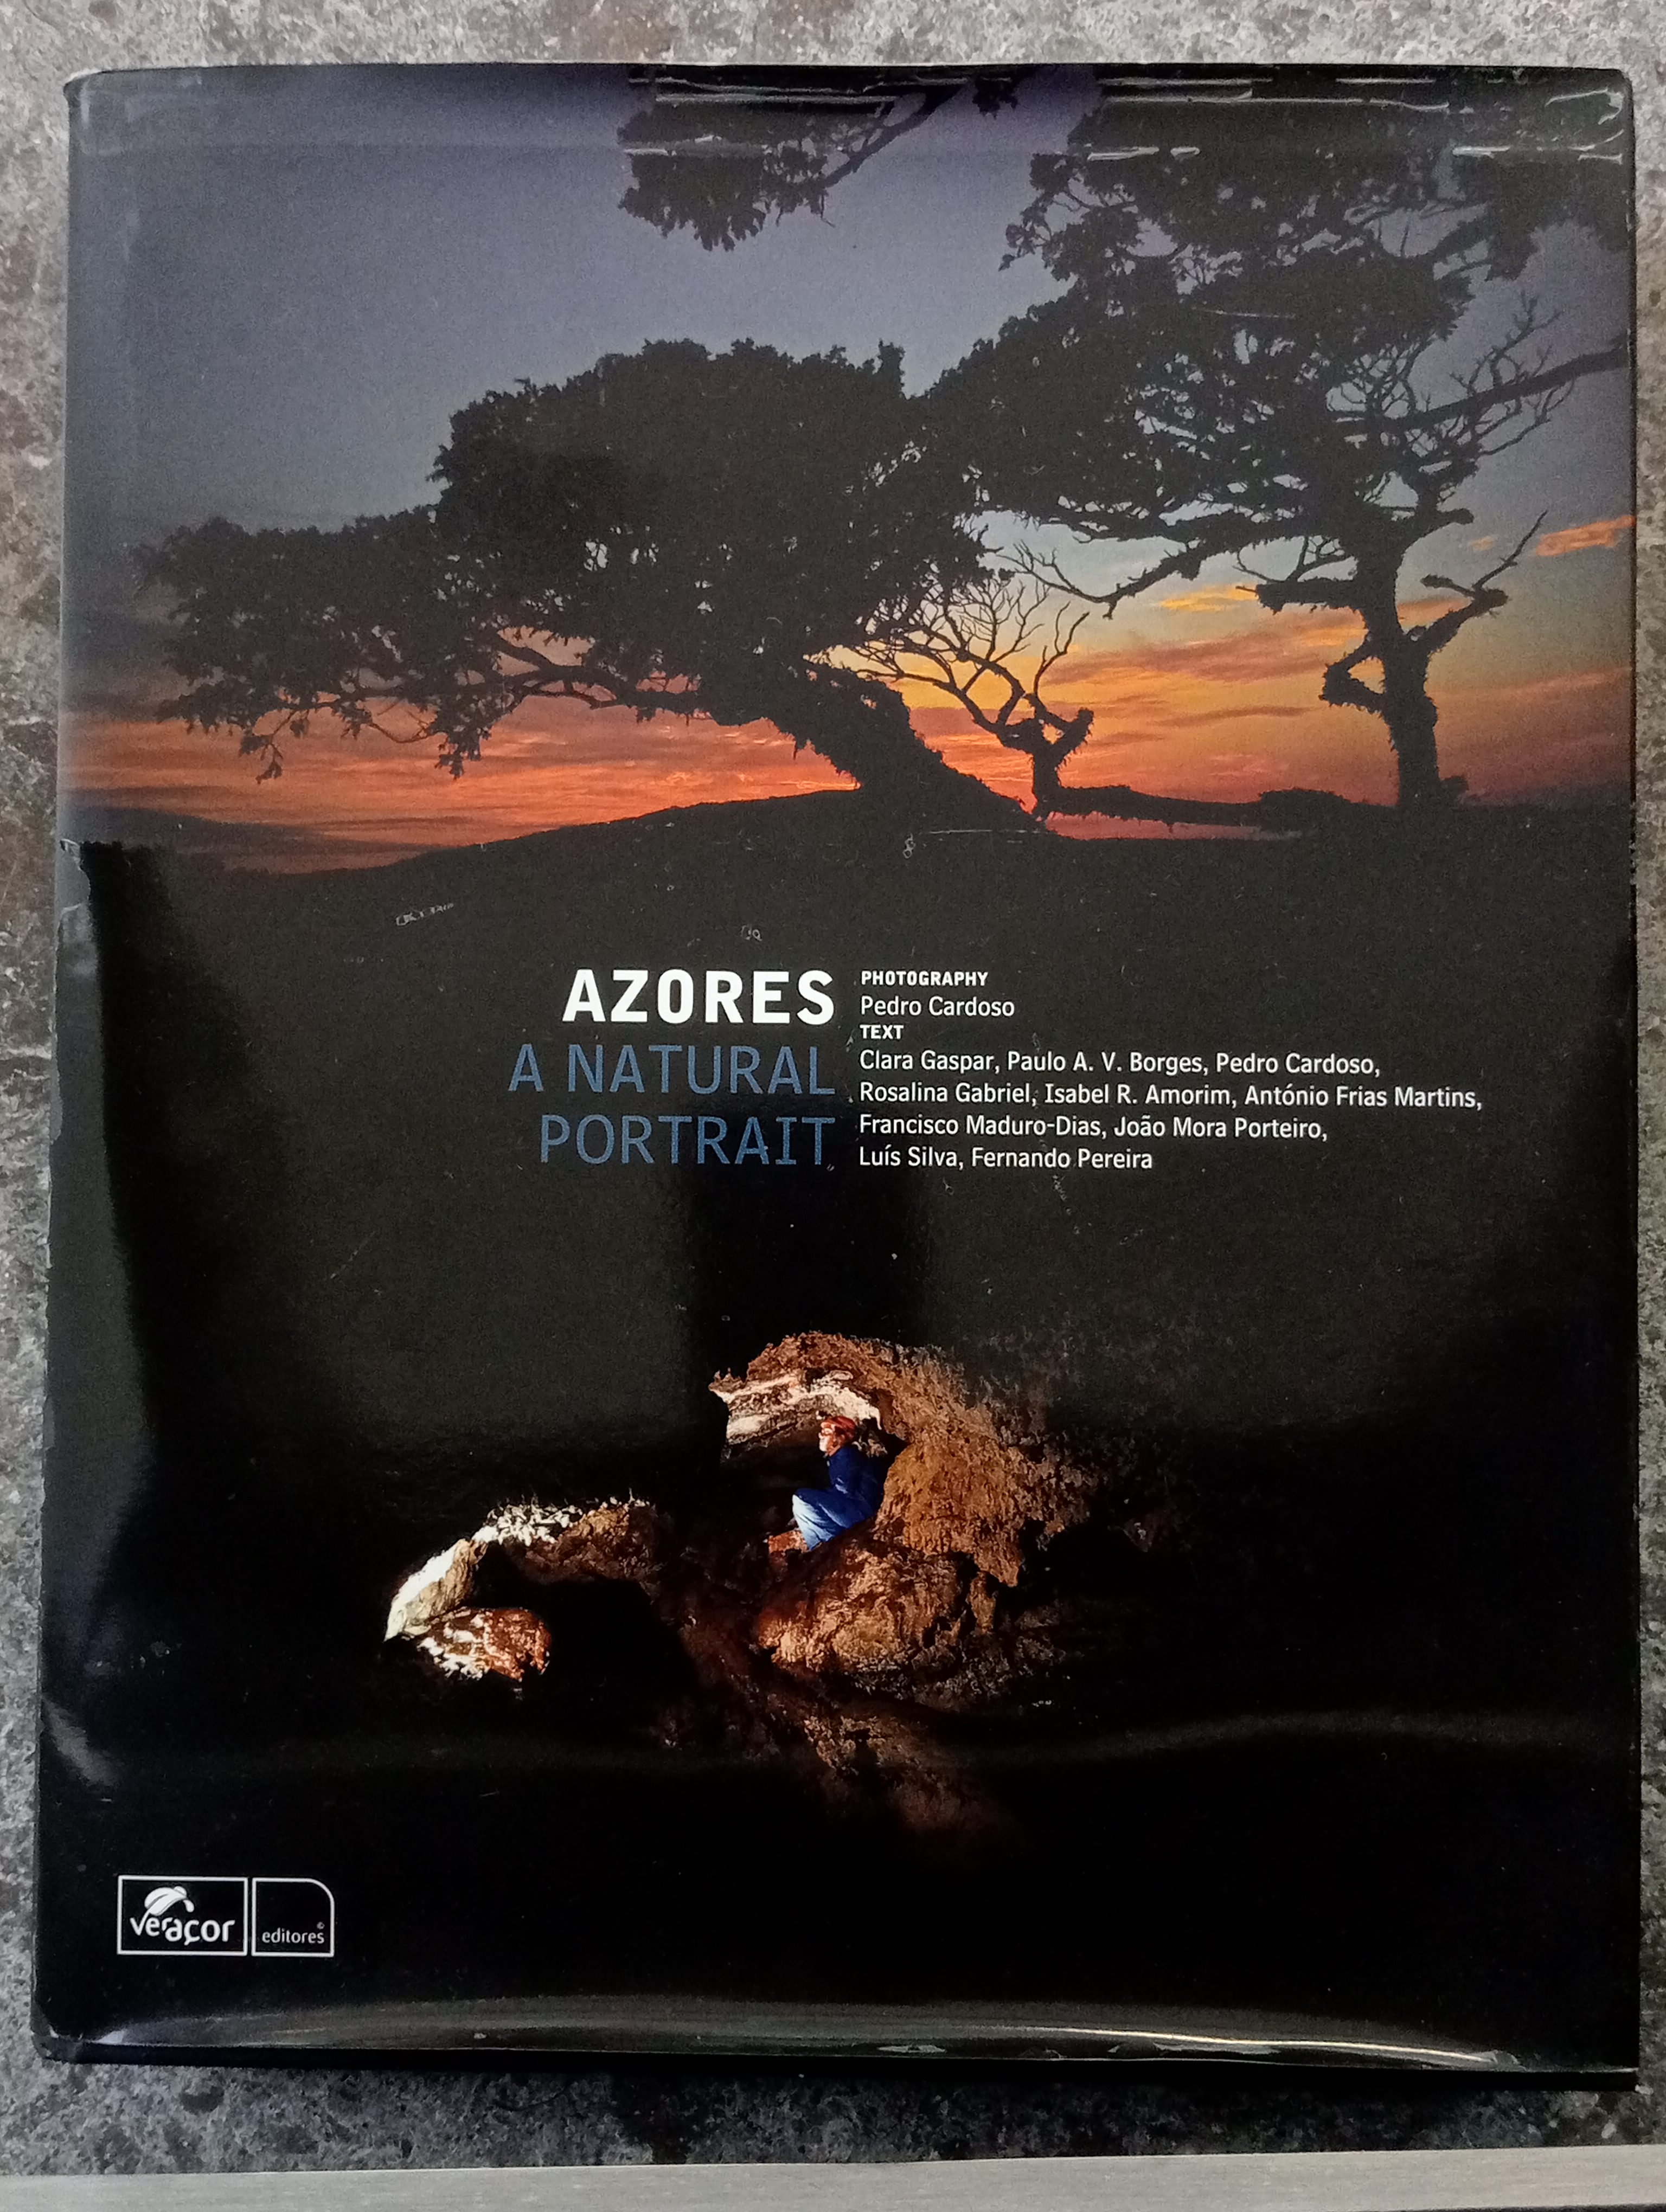 AZORES
A NATURAL
PORTRAIT
PHOTOGRAPHY
Pedro Cardoso
TEXT
Clara Gaspar, Paulo A. V. Borges, Pedro Cardoso,
Rosalina Gabriel, Isabel R. Amorim, António Frias Martins,
Francisco Maduro-Dias, João Mora Porteiro,
Luís Silva, Fernando Pereira
veraçor
editores©